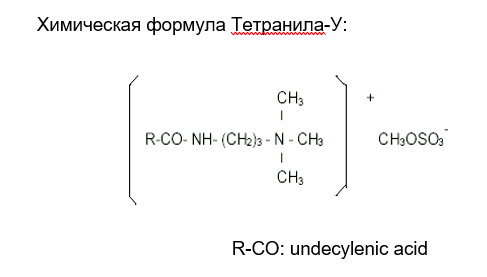 Химическая формула Тетранила-У:
CH₃ +
R-CO- NH- (CH₂)₃ - N - CH₃ CH₃OSO₃⁻
CH₃
R-CO: undecylenic acid